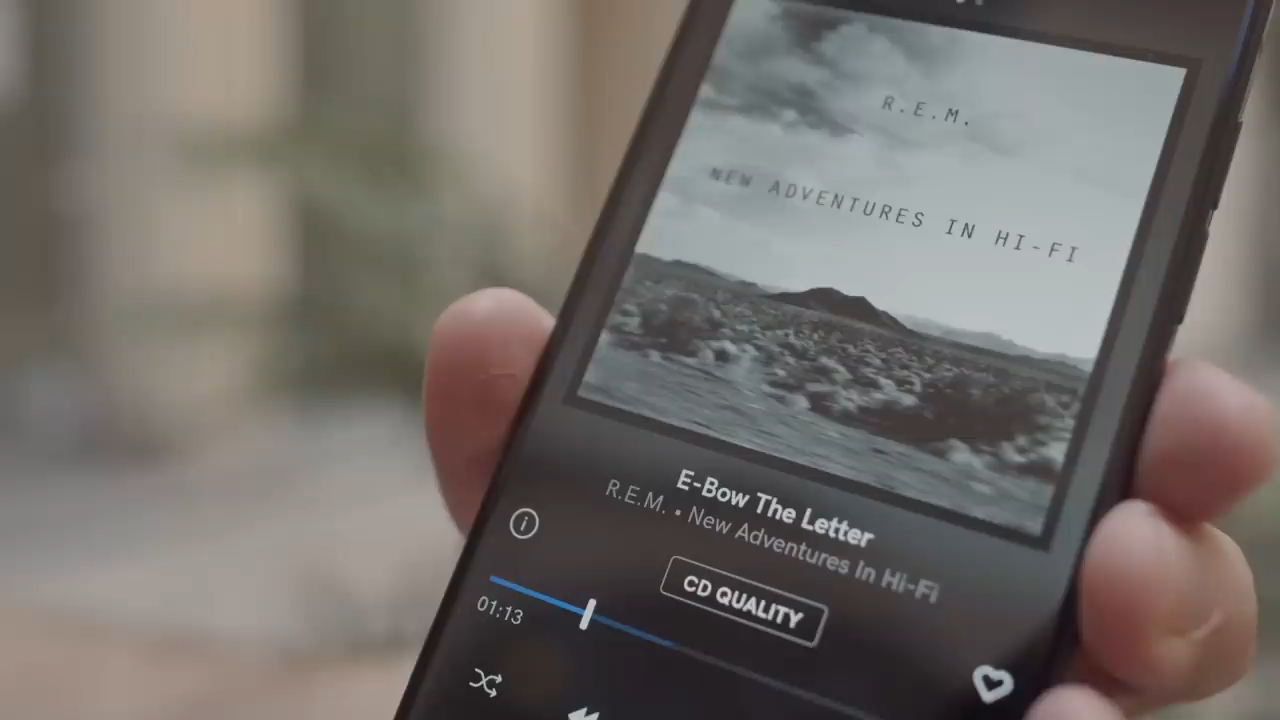 R.E.M.
NEW ADVENTURES IN HI-FI
E-Bow The Letter
R.E.M. • New Adventures In Hi-Fi
CD QUALITY
01:13